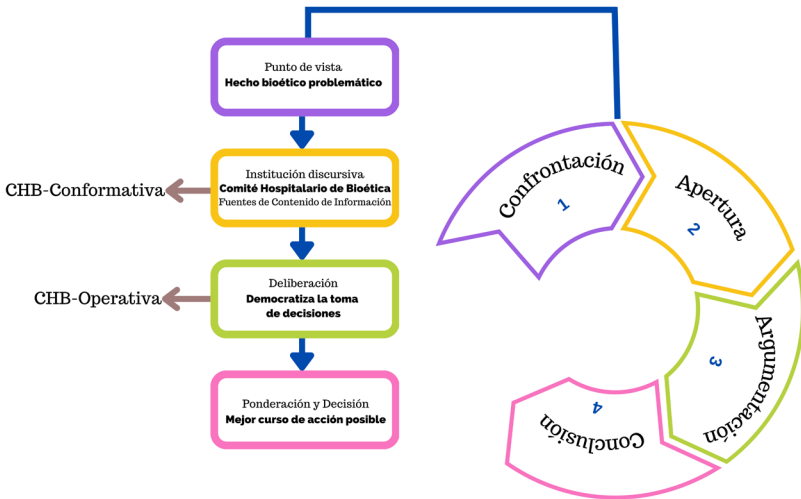 Punto de vista
Hecho bioético problemático
CHB-Conformativa
Institución discursiva
Comité Hospitalario de Bioética
Fuentes de Contenido de Información
CHB-Operativa
Deliberación
Democratiza la toma
de decisiones
Ponderación y Decisión
Mejor curso de acción posible
Confrontación
1
Apertura
2
Argumentación
3
Conclusión
4